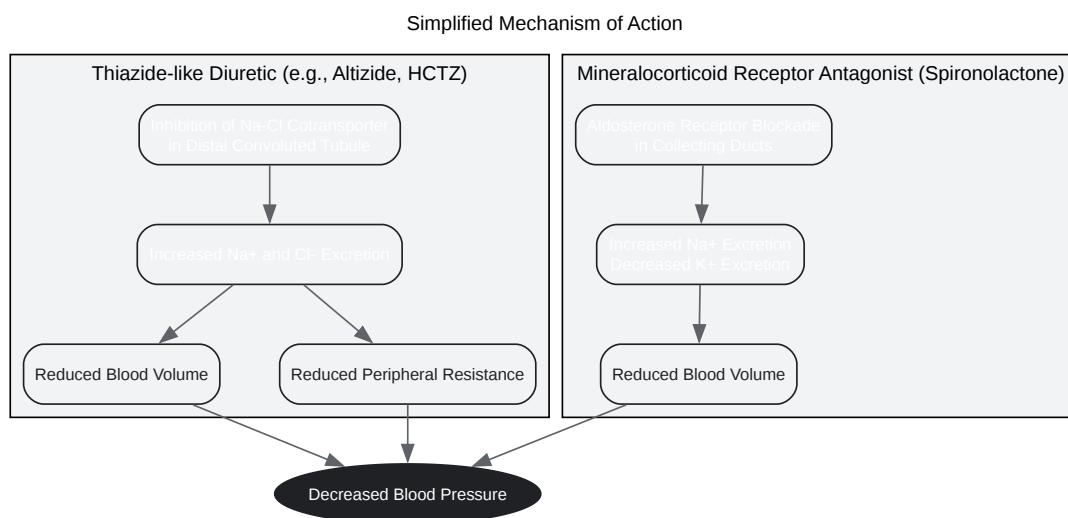 Simplified Mechanism of Action
Thiazide-like Diuretic (e.g., Altizide, HCTZ)
Inhibition of Na-Cl Cotransporter
in Distal Convoluted Tubule
Increased Na+ and Cl- Excretion
Reduced Blood Volume
Reduced Peripheral Resistance
Mineralocorticoid Receptor Antagonist (Spironolactone)
Aldosterone Receptor Blockade
in Collecting Ducts
Increased Na+ Excretion
Decreased K+ Excretion
Reduced Blood Volume
Decreased Blood Pressure